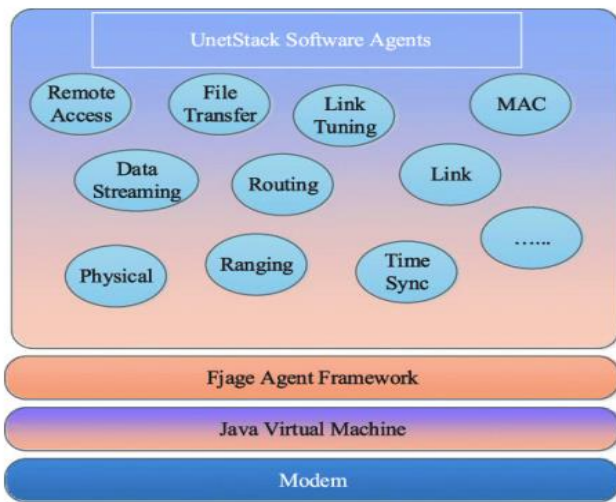 UnetStack Software Agents
Remote
Access
File
Transfer
Link
Tuning
MAC
Data
Streaming
Routing
Link
......
Physical
Ranging
Time
Sync
Fjage Agent Framework
Java Virtual Machine
Modem